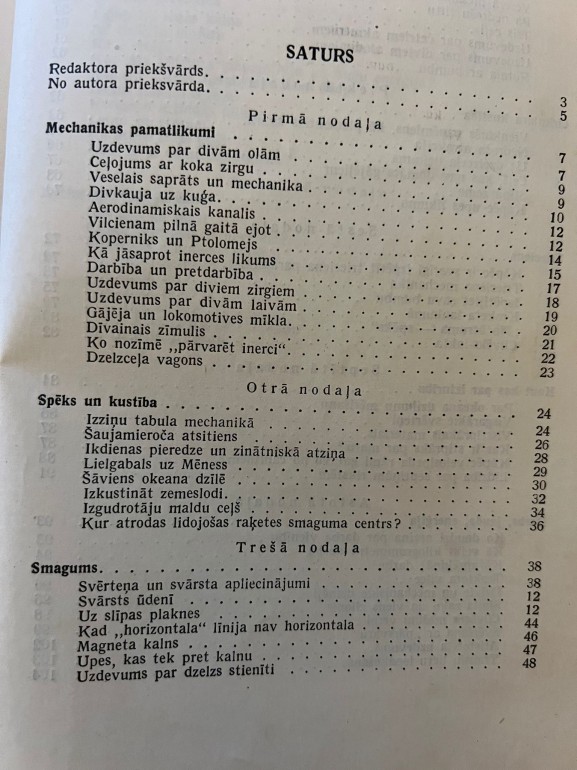 SATURS
Redaktora priekšvārds. . . . . . . . . . . . . . . . . . 3
No autora prieksvārda. . . . . . . . . . . . . . . . . . 5
Pirmā nodaļa
Mechanikas pamatlikumi . . . . . . . . . . . . . . . . 7
Uzdevums par divām olām . . . . . . . . . . . . . . 7
Ceļojums ar koka zirgu . . . . . . . . . . . . . . . . 9
Veselais saprāts un mechanika . . . . . . . . . . . . 9
Divkauja uz kuģa. . . . . . . . . . . . . . . . . . . 10
Aerodinamiskais kanalis . . . . . . . . . . . . . . . 12
Vilcienam pilnā gaitā ejot . . . . . . . . . . . . . . 12
Koperniks un Ptolomejs . . . . . . . . . . . . . . . 14
Kā jāsaprot inerces likums . . . . . . . . . . . . . . 15
Darbība un pretdarbība . . . . . . . . . . . . . . . 17
Uzdevums par diviem zirgiem . . . . . . . . . . . . 18
Uzdevums par divām laivām . . . . . . . . . . . . . 19
Gājēja un lokomotives mīkla. . . . . . . . . . . . . 20
Dīvainais zīmulis . . . . . . . . . . . . . . . . . . 21
Ko nozīmē „pārvarēt inerci“. . . . . . . . . . . . . 22
Dzelzceļa vagons . . . . . . . . . . . . . . . . . . 23
Otrā nodaļa
Spēks un kustība . . . . . . . . . . . . . . . . . . . 24
Izziņu tabula mechanikā . . . . . . . . . . . . . . . 24
Šaujamieroča atsitiens . . . . . . . . . . . . . . . . 26
Ikdienas pieredze un zinātniskā atziņa . . . . . . . . 28
Lielgabals uz Mēness . . . . . . . . . . . . . . . . 29
Šāviens okeana dzīlē . . . . . . . . . . . . . . . . 30
Izkustināt zemeslodi. . . . . . . . . . . . . . . . . 32
Izgudrotāju maldu ceļš . . . . . . . . . . . . . . . 34
Kur atrodas lidojošas raķetes smaguma centrs? . . . . 36
Trešā nodaļa
Smagums. . . . . . . . . . . . . . . . . . . . . . . 38
Svērteņa un svārsta apliecinājumi . . . . . . . . . . 38
Svārsts ūdenī . . . . . . . . . . . . . . . . . . . . 12
Uz slīpas plaknes . . . . . . . . . . . . . . . . . . 12
Kad „horizontala“ līnija nav horizontala . . . . . . . 44
Magneta kalns . . . . . . . . . . . . . . . . . . . . 46
Upes, kas tek pret kalnu . . . . . . . . . . . . . . . 47
Uzdevums par dzelzs stienīti . . . . . . . . . . . . . 48